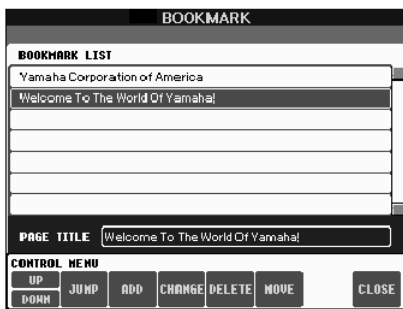 BOOKMARK
BOOKMARK LIST
Yamaha Corporation of America
Welcome To The World Of Yamaha!
PAGE TITLE Welcome To The World Of Yamaha!
CONTROL MENU
UP
DOWN
JUMP ADD CHANGE DELETE MOVE CLOSE